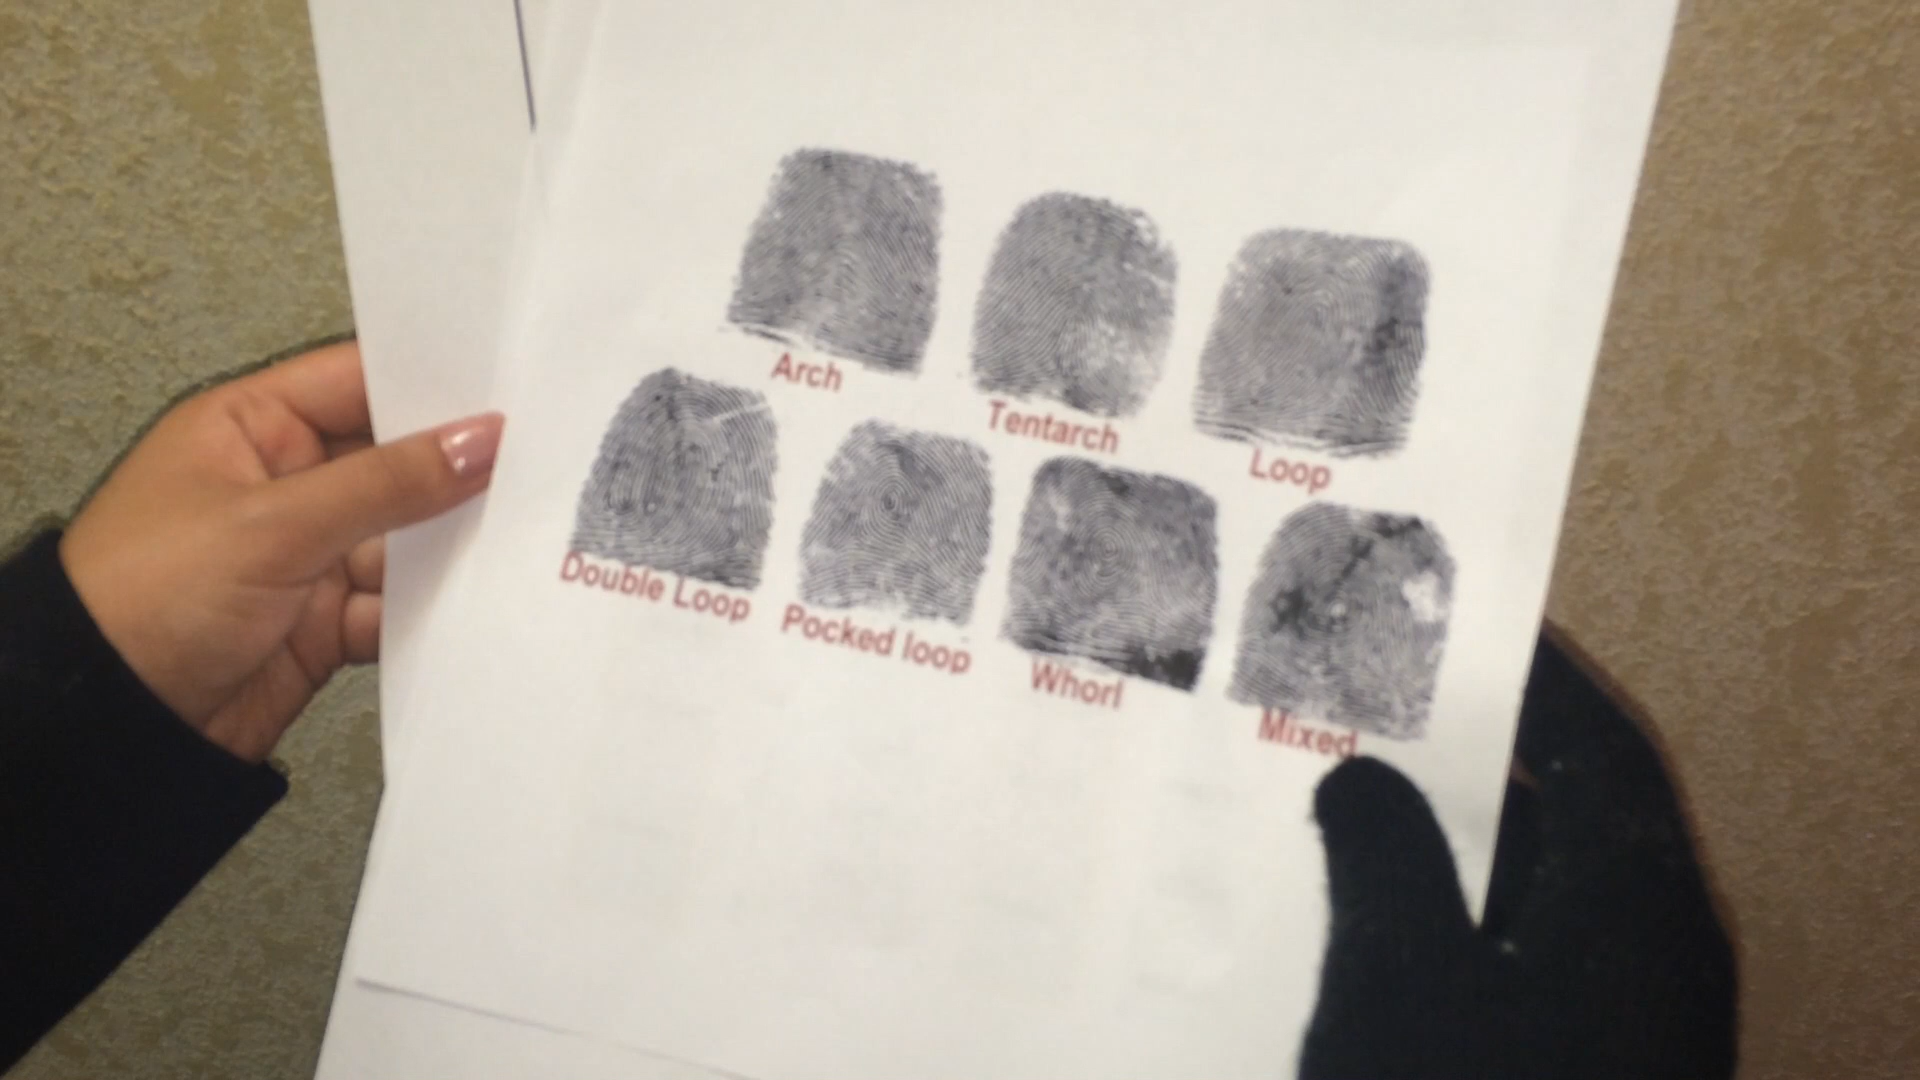 Arch
Tentarch
Loop
Double Loop
Pocked loop
Whorl
Mixed